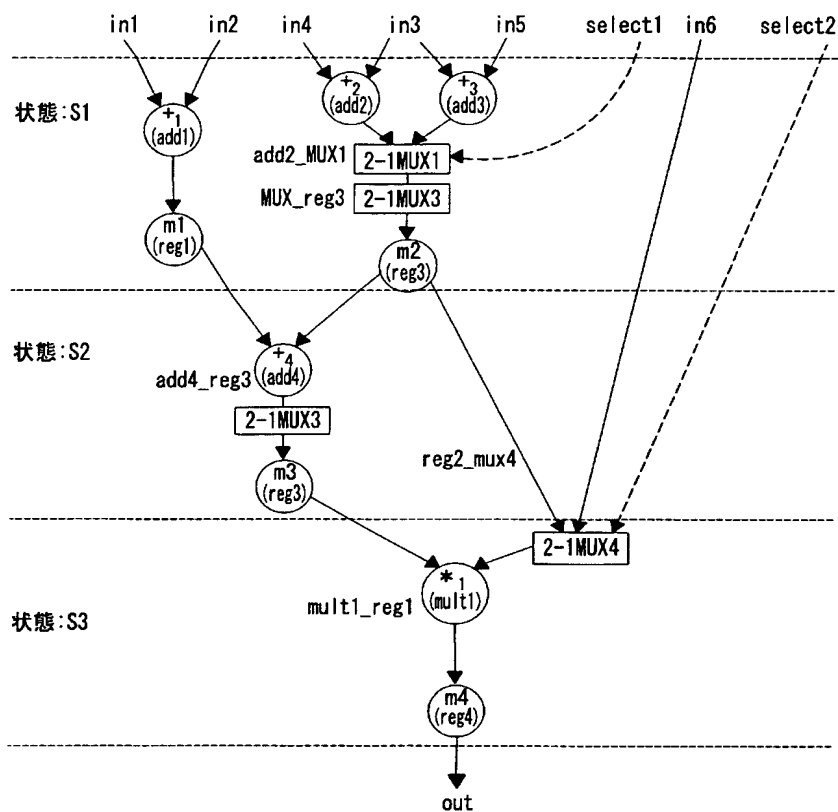 in1 in2 in4 in3 in5 select1 in6 select2
状態:S1
+1
(add1)
+2
(add2)
+3
(add3)
add2_MUX1 2-1MUX1
MUX_reg3 2-1MUX3
m1
(reg1)
m2
(reg3)
状態:S2
+4
(add4)
add4_reg3
2-1MUX3
m3
(reg3)
reg2_mux4
2-1MUX4
*1
(mult1)
mult1_reg1
状態:S3
m4
(reg4)
out